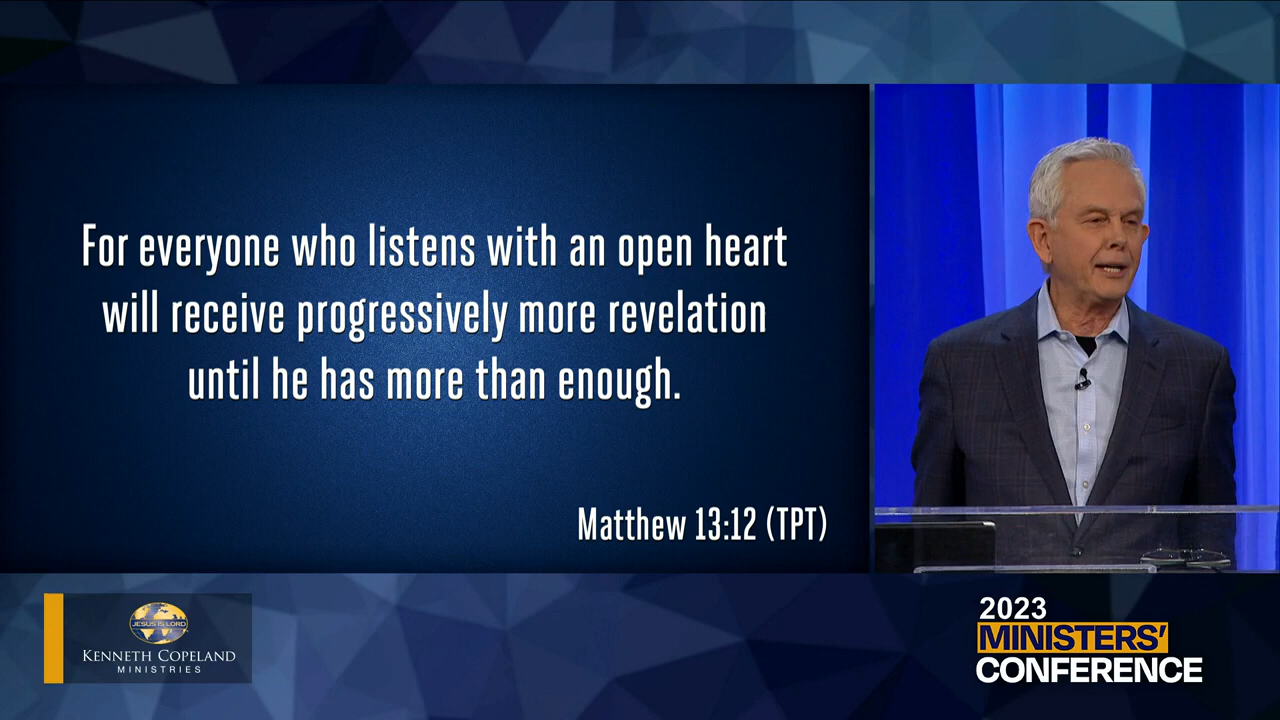 For everyone who listens with an open heart
will receive progressively more revelation
until he has more than enough.
Matthew 13:12 (TPT)
JESUS IS LORD
KENNETH COPELAND
MINISTRIES
2023
MINISTERS'
CONFERENCE